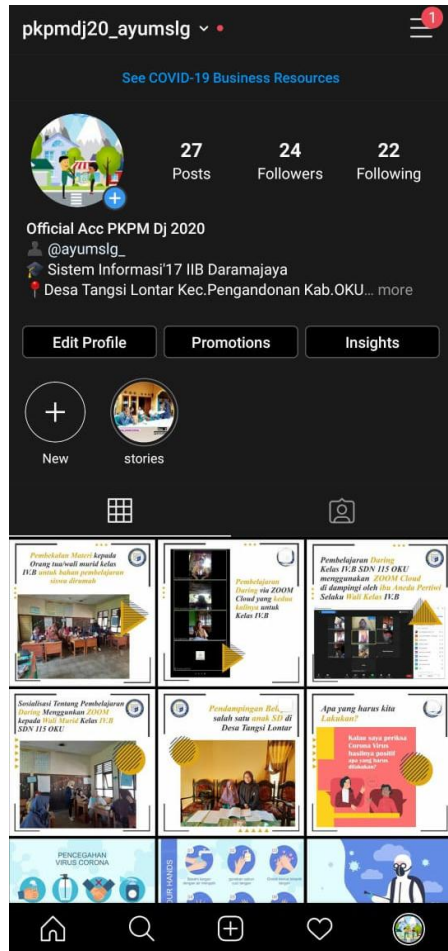 pkpmdj20_ayumslg
1
See COVID-19 Business Resources
27
Posts
24
Followers
22
Following
Official Acc PKPM Dj 2020
@ayumslg_
Sistem Informasi'17 IIB Daramajaya
Desa Tangsi Lontar Kec.Pengandonan Kab.OKU... more
Edit Profile
Promotions
Insights
New
stories
Pembekalan Materi kepada
Orang tua/wali murid kelas
IV.B untuk bahan pembelajaran
siswa dirumah
Pembelajaran
Daring via ZOOM
Cloud yang kedua
kalinya untuk
Kelas IV.B
Pembelajaran Daring
Kelas IV.B SDN 115 OKU
menggunakan ZOOM Cloud
di dampingi oleh ibu Aneda Pertiwi
Selaku Wali Kelas IV.B
Sosialisasi Tentang Pembelajaran
Daring Menggunkan ZOOM
kepada Wali Murid Kelas IV.B
SDN 115 OKU
Pendampingan Bel..
salah satu anak SD di
Desa Tangsi Lontar
Apa yang harus kita
Lakukan?
Kalau saya periksa
Corona Virus
hasilnya positif
apa yang harus
dilakukan?
PENCEGAHAN
VIRUS CORONA
UR HANDS